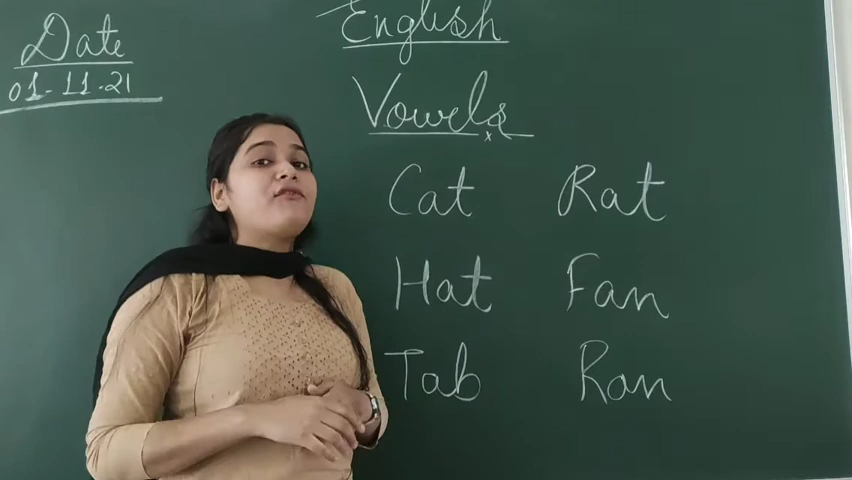 Date
01-11-21
English
Vowels
Cat Rat
Hat Fan
Tab Ran